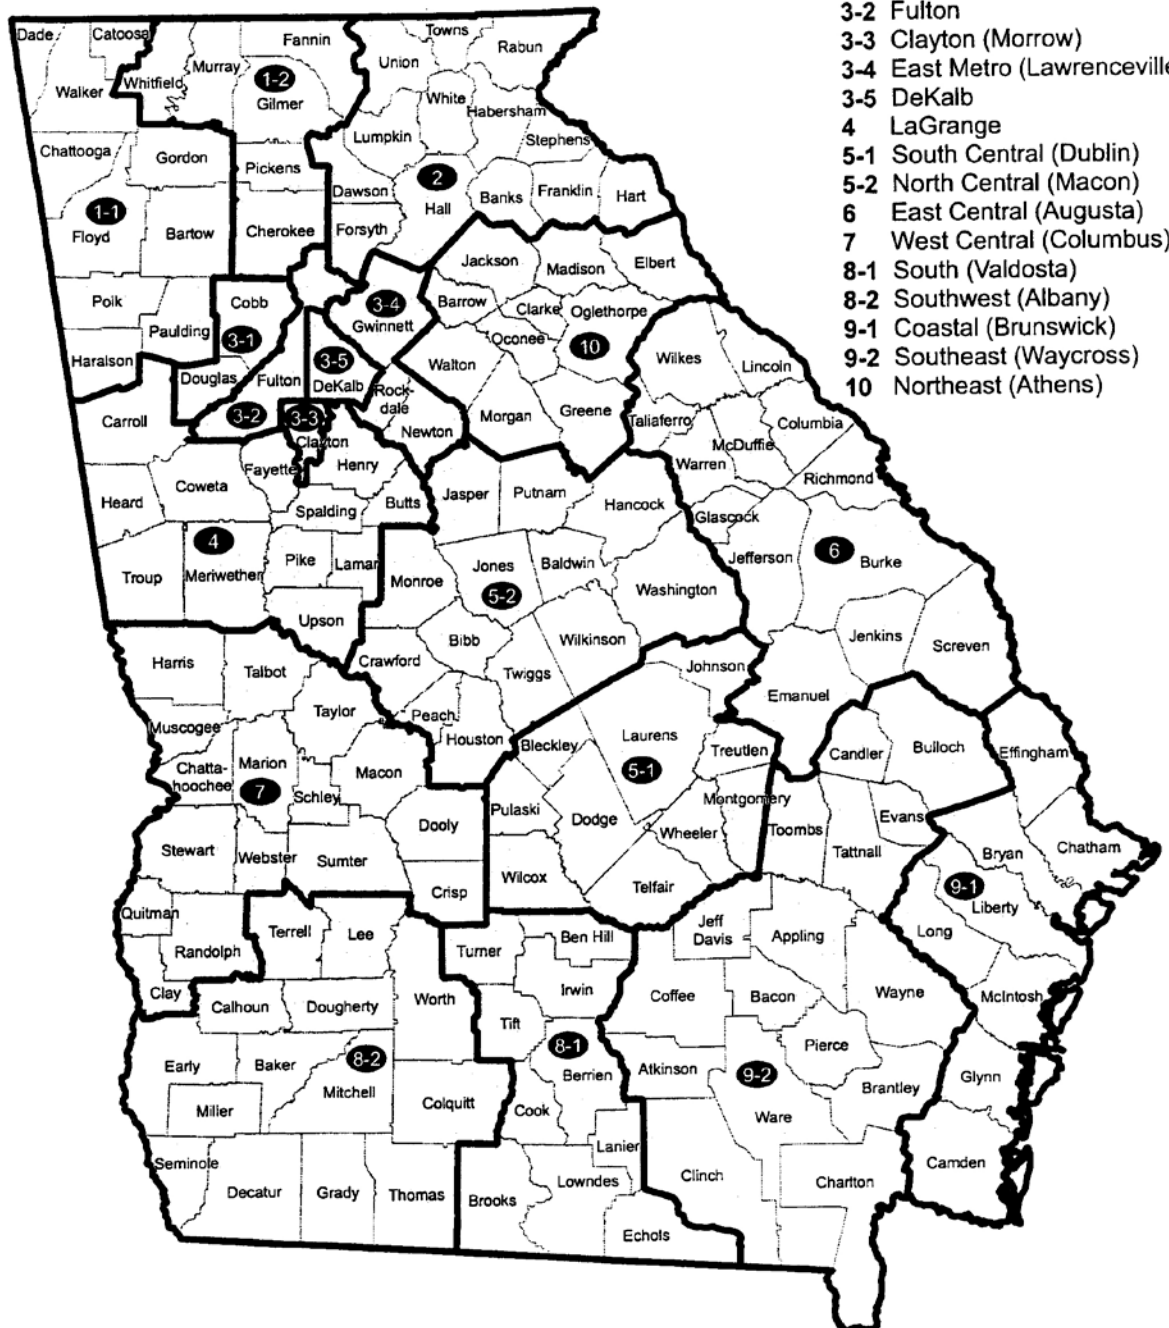 3-2 Fulton
3-3 Clayton (Morrow)
3-4 East Metro (Lawrenceville
3-5 DeKalb
4 LaGrange
5-1 South Central (Dublin)
5-2 North Central (Macon)
6 East Central (Augusta)
7 West Central (Columbus)
8-1 South (Valdosta)
8-2 Southwest (Albany)
9-1 Coastal (Brunswick)
9-2 Southeast (Waycross)
10 Northeast (Athens)
Dade
Catoosa
Fannin
Towns
Rabun
Union
Murray
Whitfield
Walker
1-2
Gilmer
White
Habersham
Lumpkin
Stephens
Chattooga
Gordon
Pickens
Dawson
2
Hall
Banks
Franklin
Hart
1-1
Floyd
Bartow
Cherokee
Forsyth
Jackson
Madison
Elbert
Poik
Paulding
Cobb
3-1
3-4
Gwinnett
Barrow
Clarke
Oglethorpe
Oconee
10
Haralson
Douglas
Fulton
3-5
DeKalb
Rock-
dale
Walton
Wilkes
Lincoln
Carroll
3-2
3-3
Clayton
Newton
Morgan
Greene
Taliaferro
Columbia
McDuffie
Warren
Richmond
Heard
Coweta
Fayette
Henry
Spalding
Butts
Jasper
Putnam
Hancock
Glascock
Jefferson
6
Burke
Troup
4
Meriwether
Pike
Lamar
Monroe
Jones
5-2
Baldwin
Washington
Upson
Bibb
Wilkinson
Jenkins
Screven
Harris
Talbot
Crawford
Twiggs
Johnson
Emanuel
Muscogee
Taylor
Peach
Houston
Bleckley
Laurens
Treutlen
Candler
Bulloch
Effingham
Chatta-
hoochee
Marion
7
Schley
Macon
5-1
Pulaski
Dodge
Montgomery
Wheeler
Toombs
Evans
Tattnall
Bryan
Chatham
Stewart
Webster
Sumter
Dooly
Crisp
Wilcox
Telfair
9-1
Liberty
Long
Quitman
Randolph
Terrell
Lee
Turner
Ben Hill
Jeff
Davis
Appling
Clay
Calhoun
Dougherty
Worth
Irwin
Tift
Coffee
Bacon
Wayne
McIntosh
Early
Baker
8-2
Mitchell
8-1
Berrien
Atkinson
9-2
Ware
Pierce
Brantley
Glynn
Miller
Colquitt
Cook
Lanier
Clinch
Charlton
Camden
Seminole
Decatur
Grady
Thomas
Brooks
Lowndes
Echols